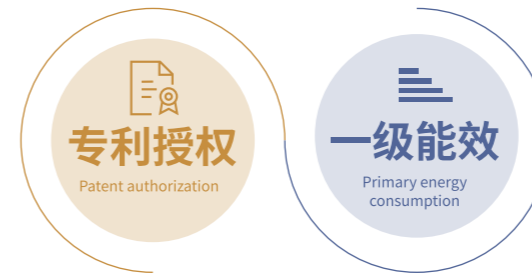 专利授权
Patent authorization
一级能效
Primary energy
consumption